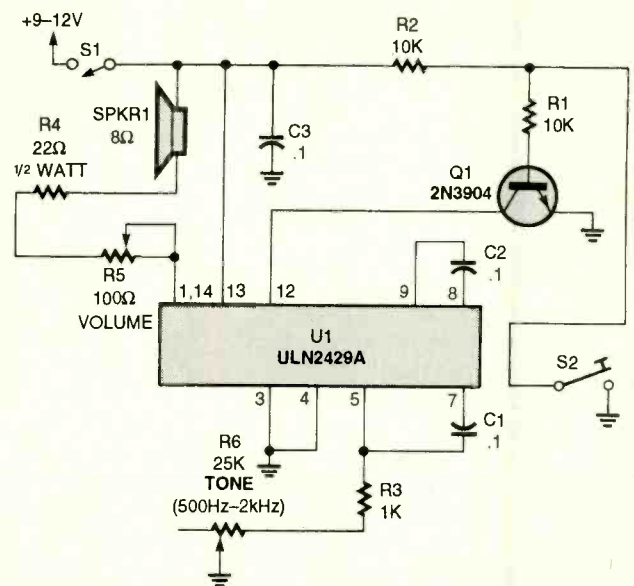 +9–12V
S1
R2
10K
R1
10K
SPKR1
8Ω
R4
22Ω
1/2 WATT
C3
.1
Q1
2N3904
R5
100Ω
VOLUME
1,14
13
12
9
8
C2
.1
U1
ULN2429A
S2
3
4
5
7
C1
.1
R6
25K
TONE
(500Hz–2kHz)
R3
1K